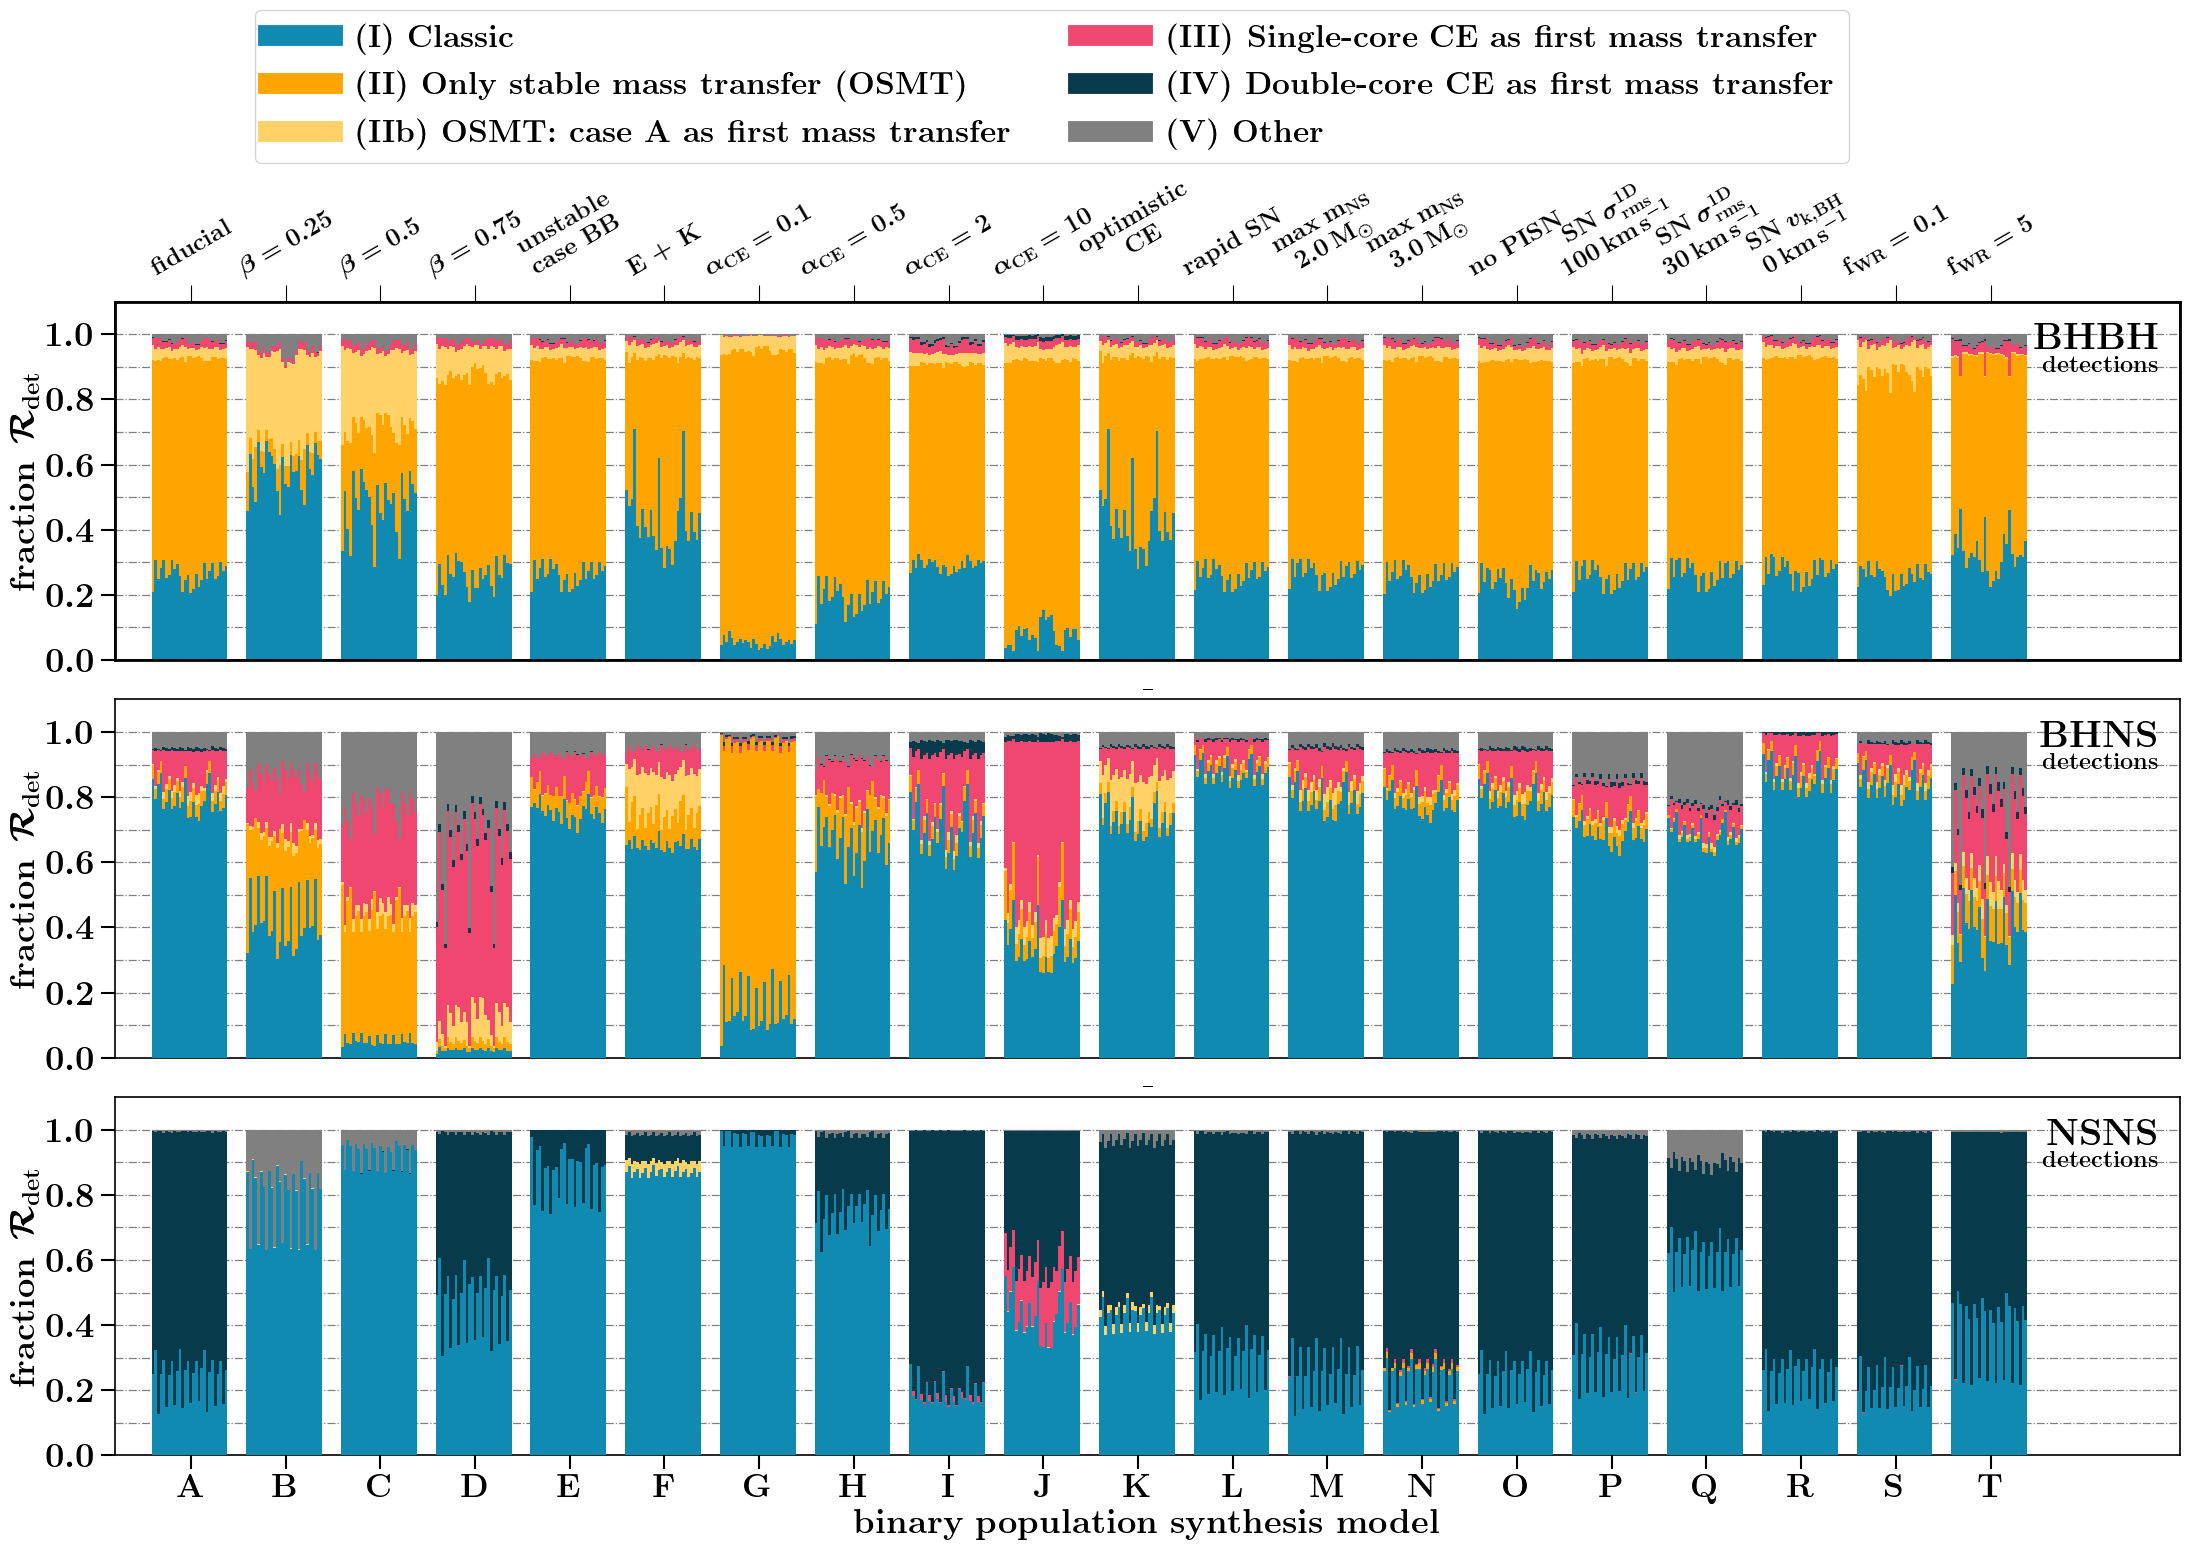 (I) Classic
(II) Only stable mass transfer (OSMT)
(IIb) OSMT: case A as first mass transfer
(III) Single-core CE as first mass transfer
(IV) Double-core CE as first mass transfer
(V) Other
fiducial
β = 0.25
β = 0.5
β = 0.75
unstable
case BB
E + K
α_CE = 0.1
α_CE = 0.5
α_CE = 2
α_CE = 10
optimistic
CE
rapid SN
max m_NS
2.0 M_⊙
max m_NS
3.0 M_⊙
no PISN
SN σ_rms^1D
100 km s^−1
SN σ_rms^1D
30 km s^−1
SN v_k,BH
0 km s^−1
f_WR = 0.1
f_WR = 5
fraction ℛ_det
1.0
0.8
0.6
0.4
0.2
0.0
BHBH
detections
fraction ℛ_det
1.0
0.8
0.6
0.4
0.2
0.0
BHNS
detections
fraction ℛ_det
1.0
0.8
0.6
0.4
0.2
0.0
NSNS
detections
A B C D E F G H I J K L M N O P Q R S T
binary population synthesis model